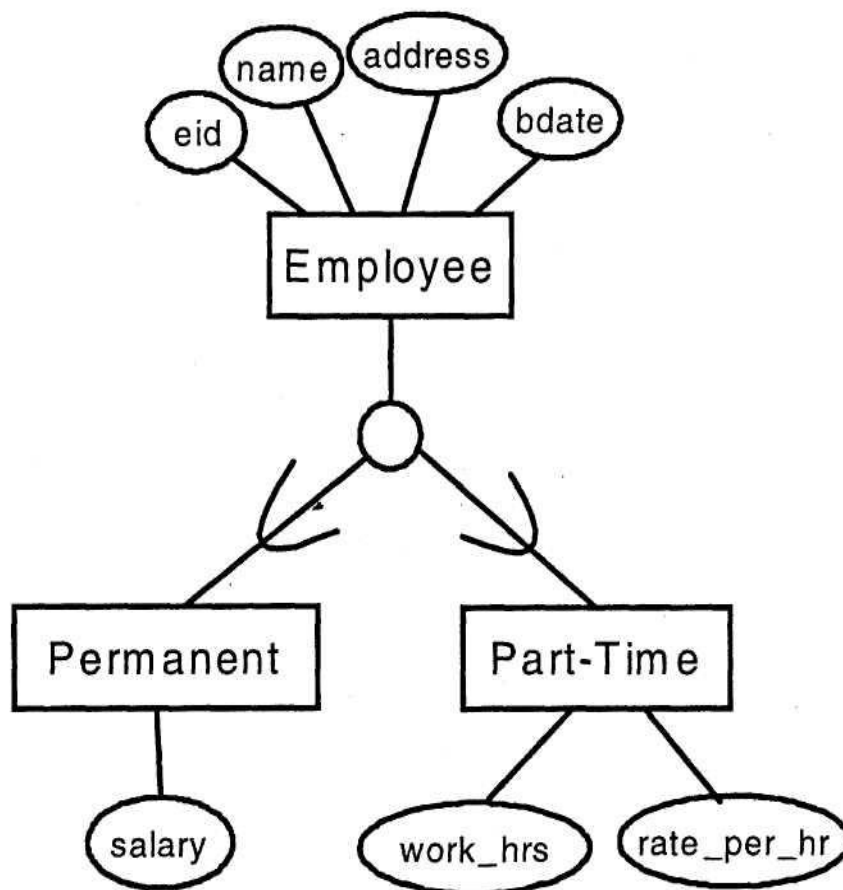 name
address
eid
bdate
Employee
Permanent
Part-Time
salary
work_hrs
rate_per_hr